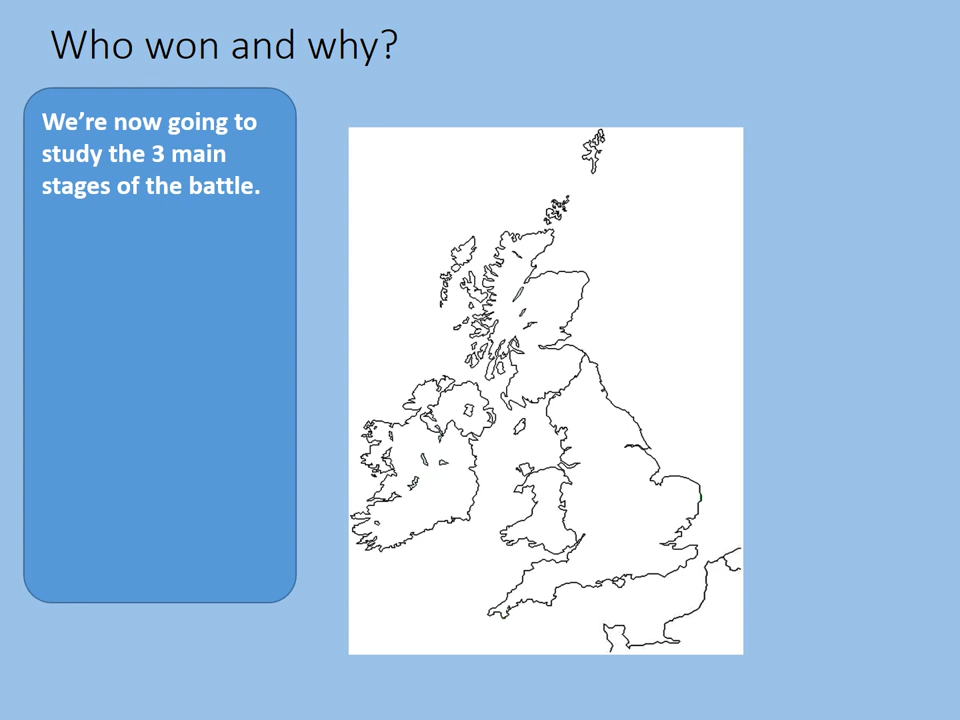 Who won and why?
We’re now going to
study the 3 main
stages of the battle.